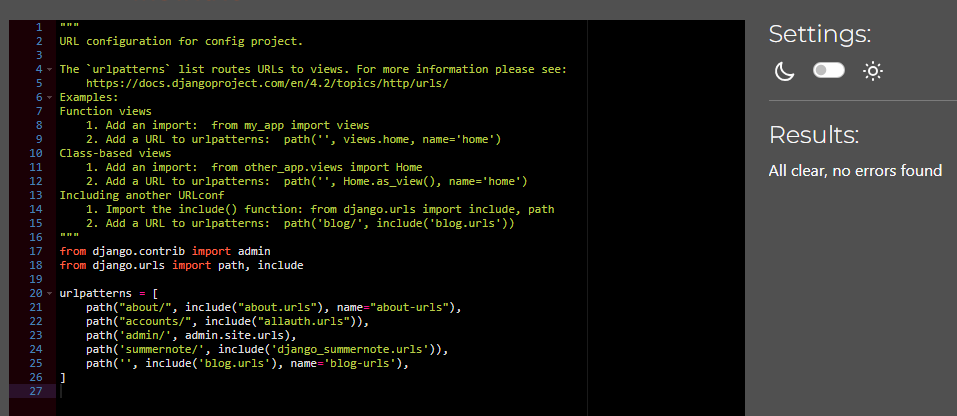 1 """
2 URL configuration for config project.
3
4 The `urlpatterns` list routes URLs to views. For more information please see:
5     https://docs.djangoproject.com/en/4.2/topics/http/urls/
6 Examples:
7 Function views
8     1. Add an import:  from my_app import views
9     2. Add a URL to urlpatterns:  path('', views.home, name='home')
10 Class-based views
11     1. Add an import:  from other_app.views import Home
12     2. Add a URL to urlpatterns:  path('', Home.as_view(), name='home')
13 Including another URLconf
14     1. Import the include() function: from django.urls import include, path
15     2. Add a URL to urlpatterns:  path('blog/', include('blog.urls'))
16 """
17 from django.contrib import admin
18 from django.urls import path, include
19
20 urlpatterns = [
21     path("about/", include("about.urls"), name="about-urls"),
22     path("accounts/", include("allauth.urls")),
23     path('admin/', admin.site.urls),
24     path('summernote/', include('django_summernote.urls')),
25     path('', include('blog.urls'), name='blog-urls'),
26 ]
27
Settings:
Results:
All clear, no errors found